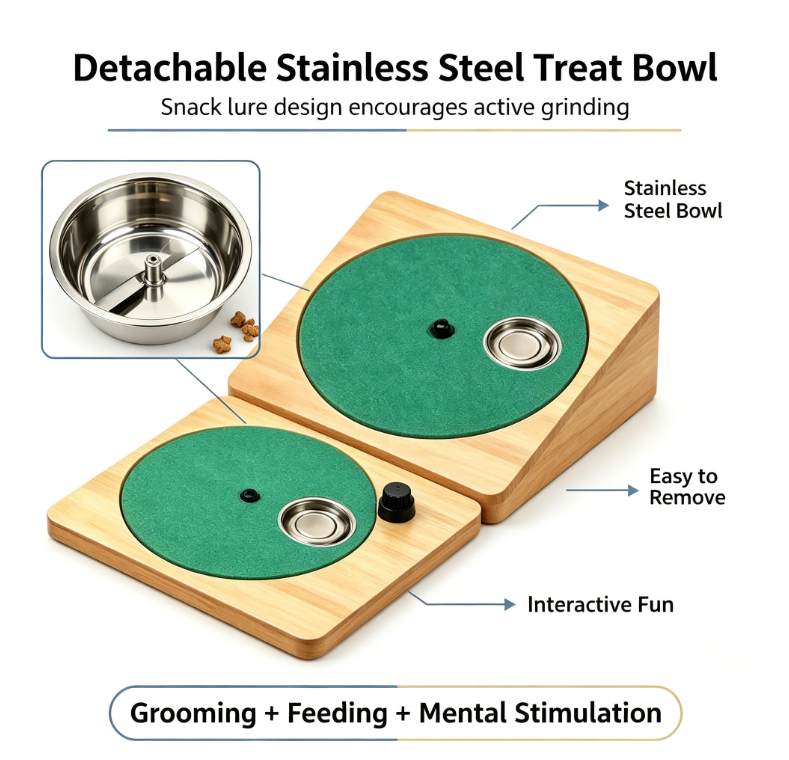 Detachable Stainless Steel Treat Bowl
Snack lure design encourages active grinding
Stainless
Steel Bowl
Easy to
Remove
Interactive Fun
Grooming + Feeding + Mental Stimulation